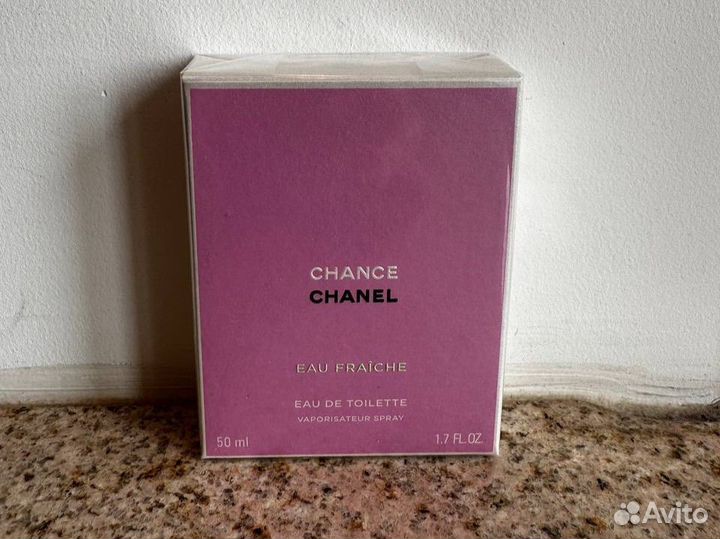 CHANCE
CHANEL
EAU FRAÎCHE
EAU DE TOILETTE
VAPORISATEUR SPRAY
50 ml 1.7 FL.OZ.
Avito